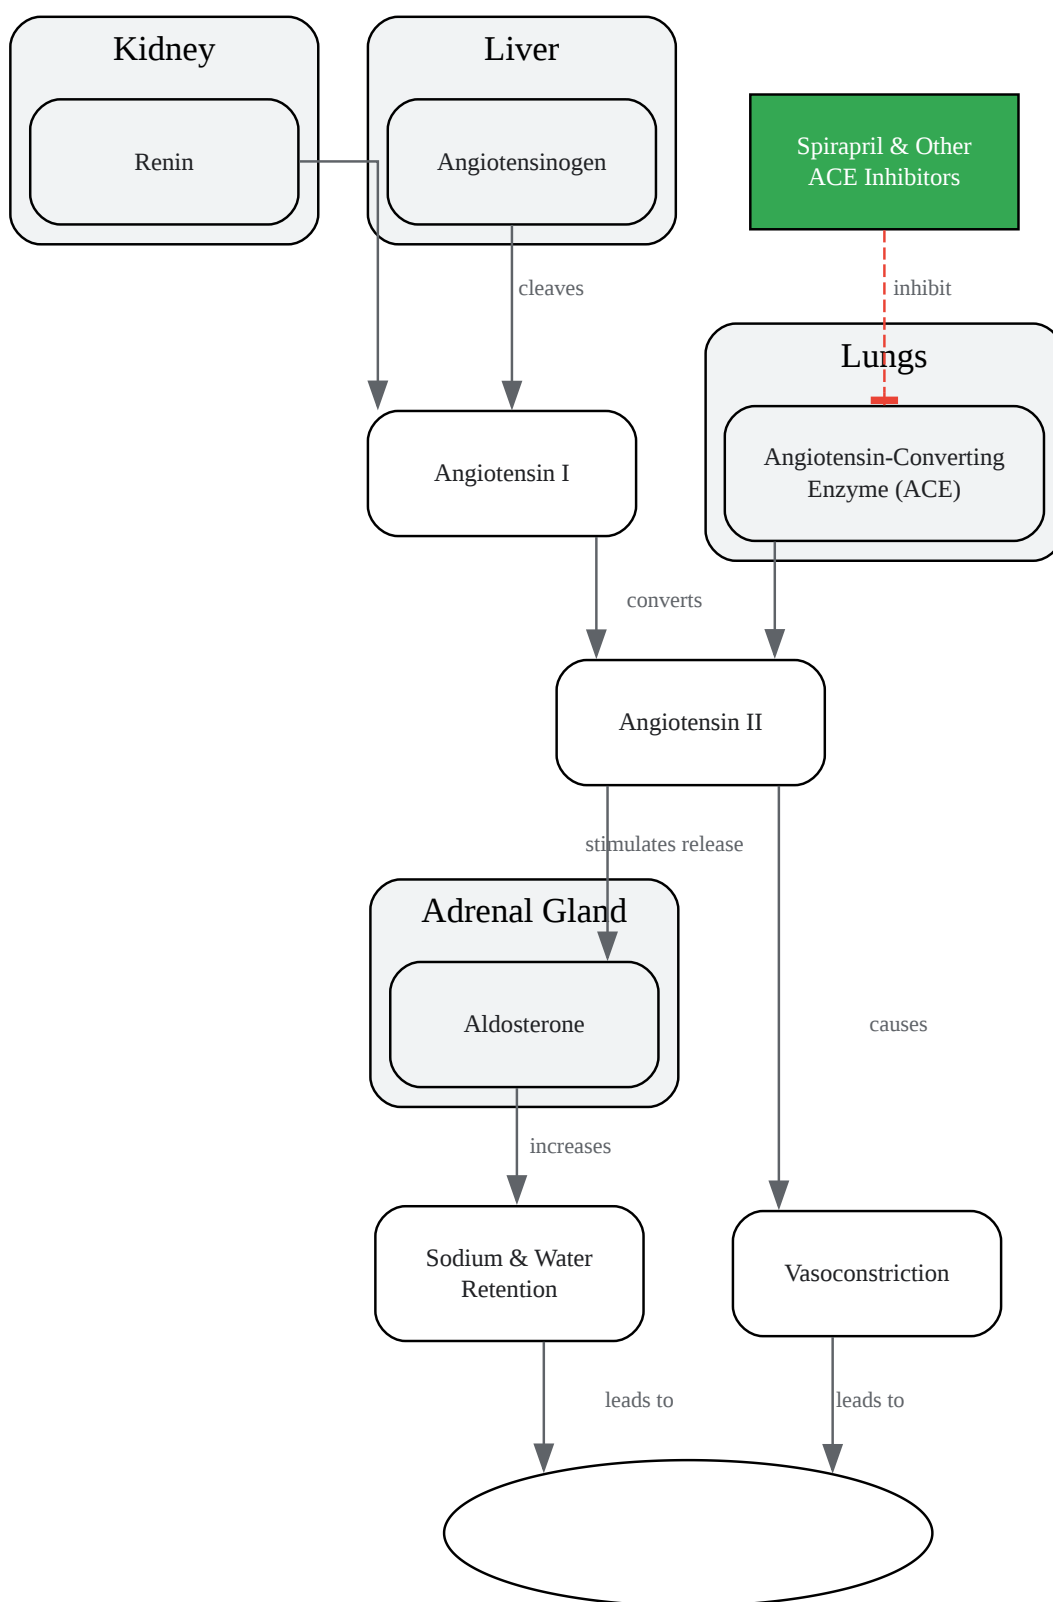 Kidney
Liver
Renin
Angiotensinogen
Spirapril & Other
ACE Inhibitors
cleaves
inhibit
Lungs
Angiotensin I
Angiotensin-Converting
Enzyme (ACE)
converts
Angiotensin II
stimulates release
Adrenal Gland
Aldosterone
causes
increases
Sodium & Water
Retention
Vasoconstriction
leads to
leads to